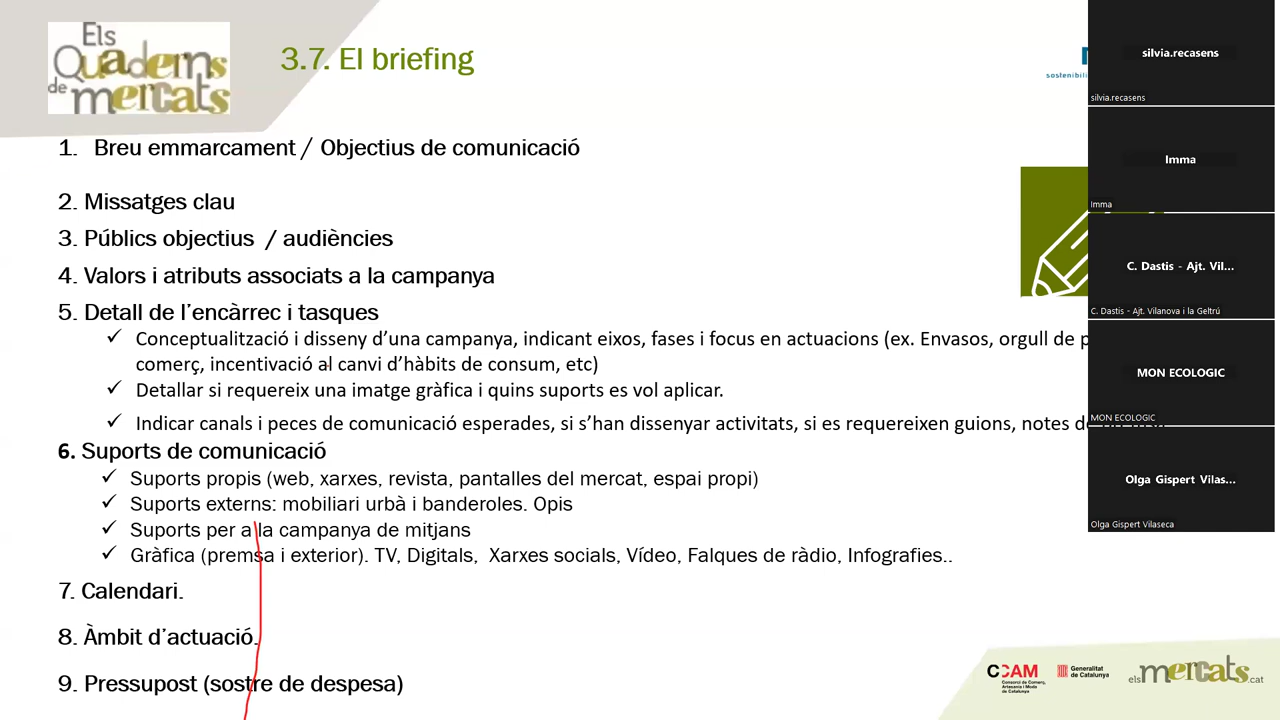 Els
Quaderns
de mercats
3.7. El briefing
sostenibili
1. Breu emmarcament / Objectius de comunicació
2. Missatges clau
3. Públics objectius / audiències
4. Valors i atributs associats a la campanya
5. Detall de l'encàrrec i tasques
✓ Conceptualització i disseny d'una campanya, indicant eixos, fases i focus en actuacions (ex. Envasos, orgull de p
comerç, incentivació al canvi d'hàbits de consum, etc)
✓ Detallar si requereix una imatge gràfica i quins suports es vol aplicar.
✓ Indicar canals i peces de comunicació esperades, si s'han dissenyar activitats, si es requereixen guions, notes
6. Suports de comunicació
✓ Suports propis (web, xarxes, revista, pantalles del mercat, espai propi)
✓ Suports externs: mobiliari urbà i banderoles. Opis
✓ Suports per a la campanya de mitjans
✓ Gràfica (premsa i exterior). TV, Digitals, Xarxes socials, Vídeo, Falques de ràdio, Infografies..
7. Calendari.
8. Àmbit d'actuació.
9. Pressupost (sostre de despesa)
silvia.recasens
silvia.recasens
Imma
Imma
C. Dastis - Ajt. Vil...
C. Dastis - Ajt. Vilanova i la Geltrú
MON ECOLOGIC
MON ECOLOGIC
Olga Gispert Vilas...
Olga Gispert Vilaseca
CCAM
Consorci de Comerç,
Artesania i Moda
de Catalunya
Generalitat
de Catalunya
elsmercats.cat